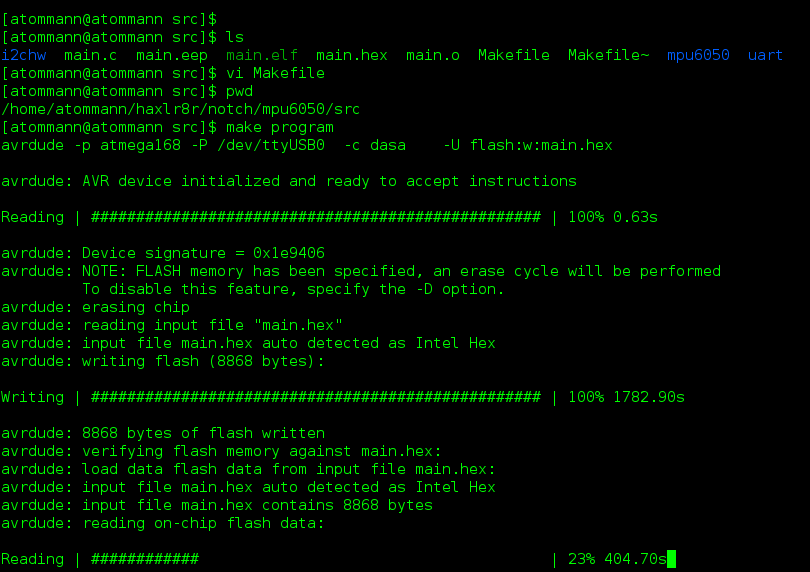 [atommann@atommann src]$
[atommann@atommann src]$ ls
i2chw  main.c  main.eep  main.elf  main.hex  main.o  Makefile  Makefile~  mpu6050  uart
[atommann@atommann src]$ vi Makefile
[atommann@atommann src]$ pwd
/home/atommann/haxlr8r/notch/mpu6050/src
[atommann@atommann src]$ make program
avrdude -p atmega168 -P /dev/ttyUSB0  -c dasa    -U flash:w:main.hex
avrdude: AVR device initialized and ready to accept instructions
Reading | ################################################## | 100% 0.63s
avrdude: Device signature = 0x1e9406
avrdude: NOTE: FLASH memory has been specified, an erase cycle will be performed
         To disable this feature, specify the -D option.
avrdude: erasing chip
avrdude: reading input file "main.hex"
avrdude: input file main.hex auto detected as Intel Hex
avrdude: writing flash (8868 bytes):
Writing | ################################################## | 100% 1782.90s
avrdude: 8868 bytes of flash written
avrdude: verifying flash memory against main.hex:
avrdude: load data flash data from input file main.hex:
avrdude: input file main.hex auto detected as Intel Hex
avrdude: input file main.hex contains 8868 bytes
avrdude: reading on-chip flash data:
Reading | ############                                       | 23% 404.70s